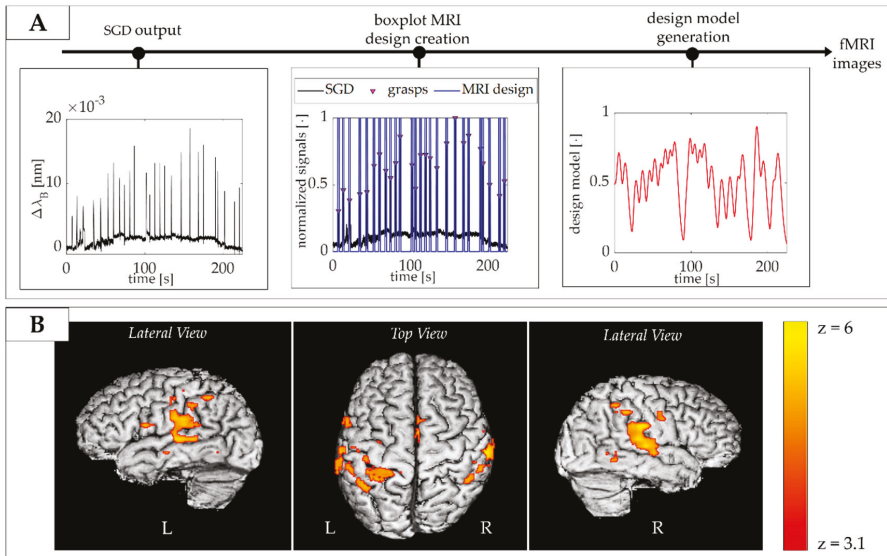 A
SGD output
boxplot MRI
design creation
design model
generation
fMRI
images
20 ×10⁻³
10
0
Δλ_B [nm]
0 100 200
time [s]
SGD grasps MRI design
1
0.5
0
normalized signals [·]
0 100 200
time [s]
1
0.5
0
design model [·]
0 100 200
time [s]
B
Lateral View
Top View
Lateral View
L
L R
R
z = 6
z = 3.1